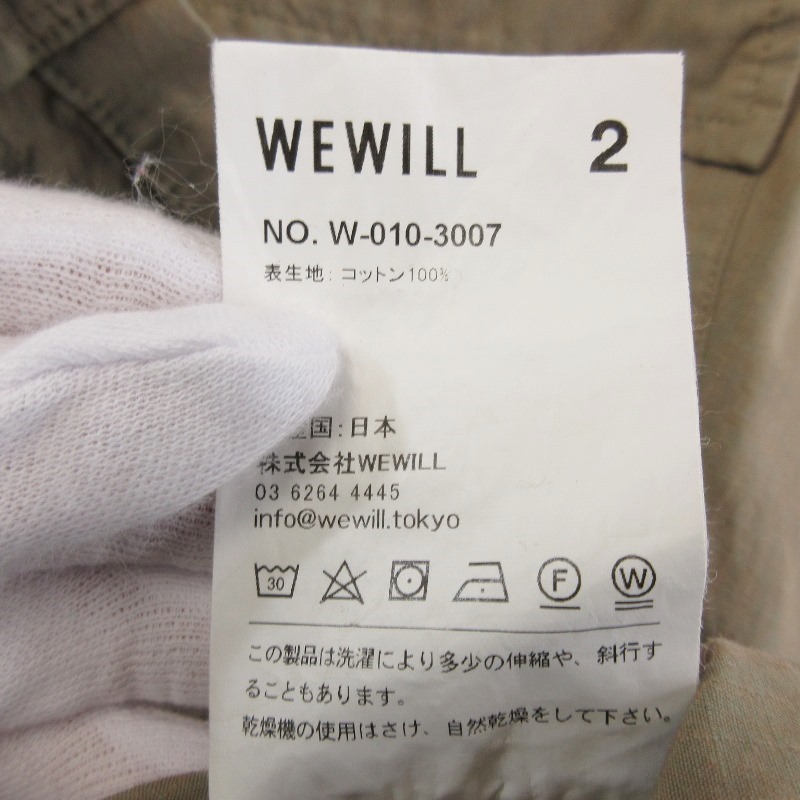 WEWILL 2
NO. W-010-3007
表生地: コットン100%
国:日本
株式会社WEWILL
03 6264 4445
info@wewill.tokyo
30 F W
この製品は洗濯により多少の伸縮や、斜行す
ることもあります。
乾燥機の使用はさけ、自然乾燥をして下さい。